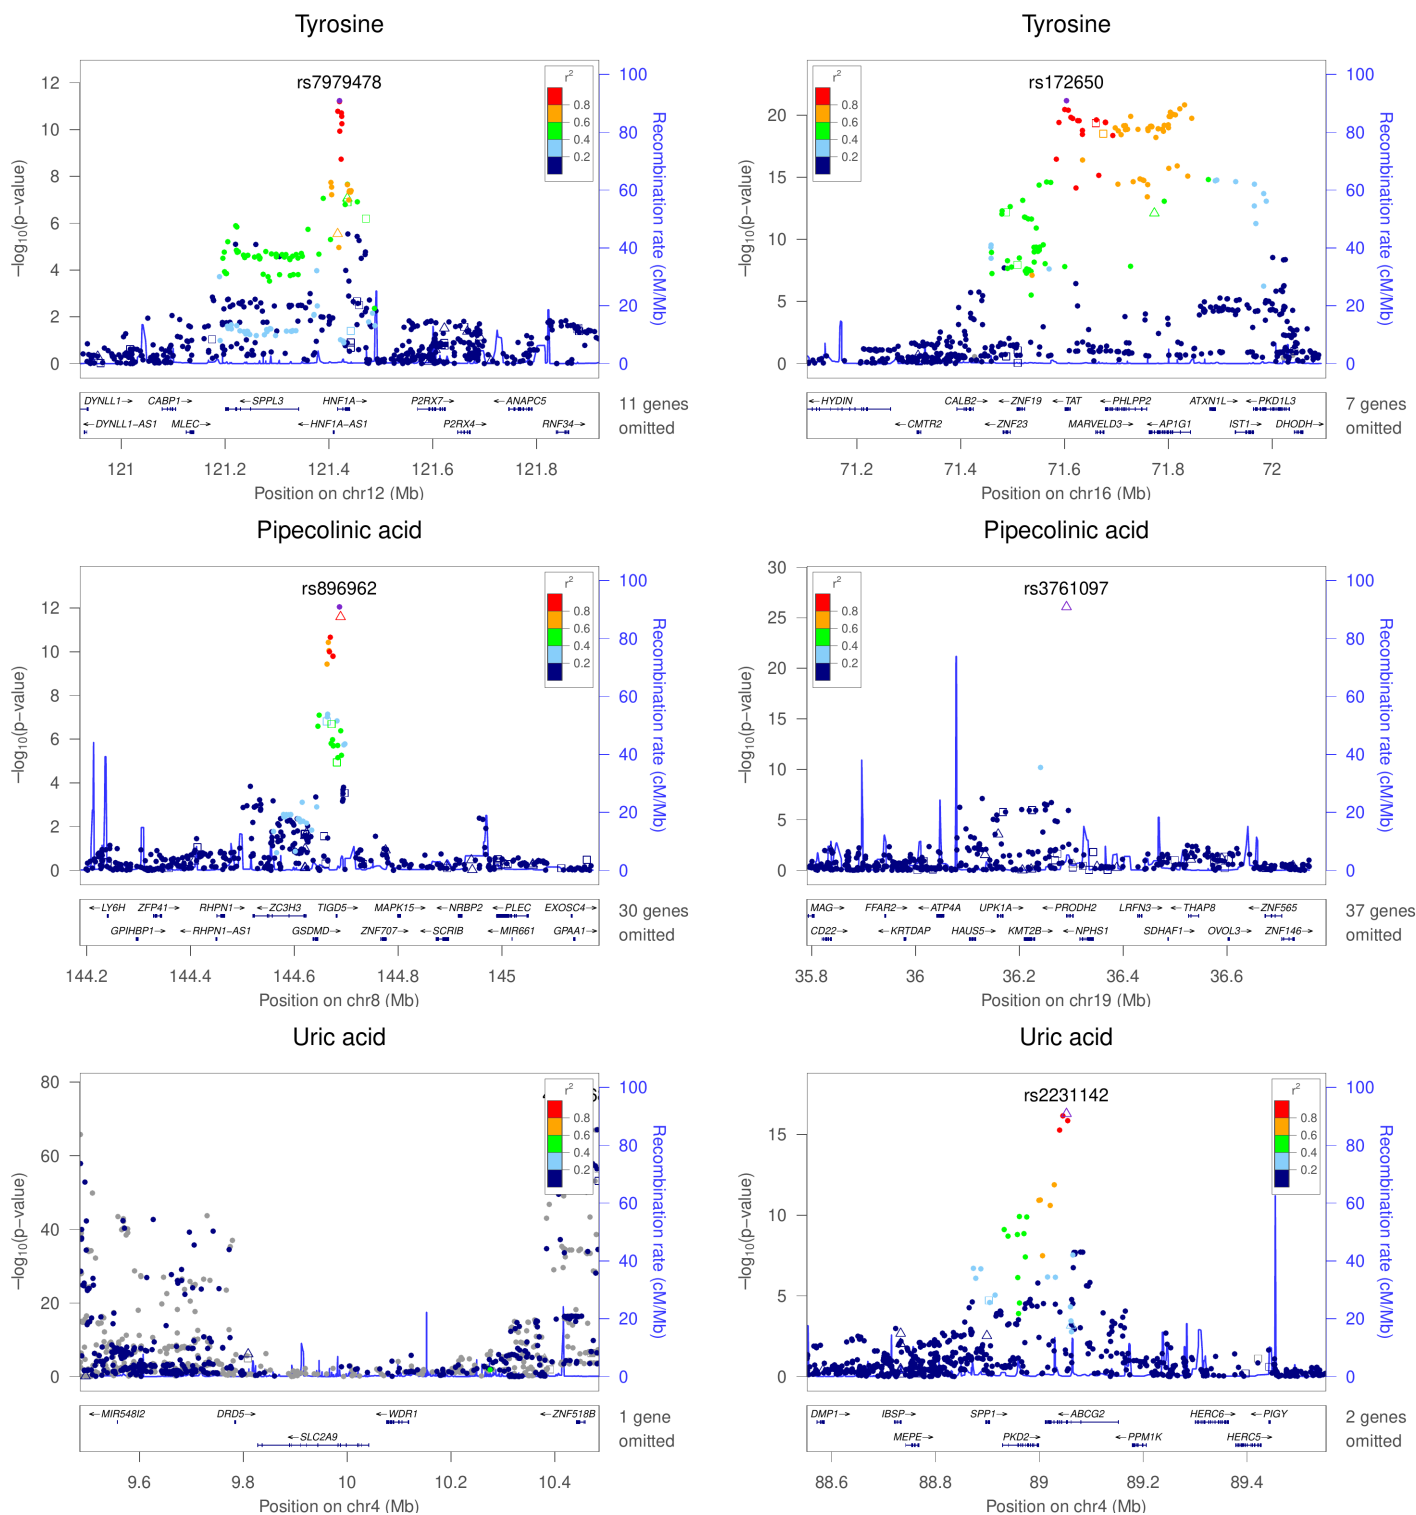 Tyrosine
rs7979478
r2
0.8
0.6
0.4
0.2
12
10
8
6
4
2
0
100
80
60
40
20
0
−log10(p−value)
Recombination rate (cM/Mb)
DYNLL1→ CABP1→ ←SPPL3 HNF1A→ P2RX7→ ←ANAPC5
←DYNLL1−AS1 MLEC→ ←HNF1A−AS1 P2RX4→ RNF34→
11 genes
omitted
121 121.2 121.4 121.6 121.8
Position on chr12 (Mb)
Tyrosine
rs172650
r2
0.8
0.6
0.4
0.2
20
15
10
5
0
100
80
60
40
20
0
−log10(p−value)
Recombination rate (cM/Mb)
←HYDIN CALB2→ ←ZNF19 ←TAT ←PHLPP2 ATXN1L→ ←PKD1L3
←CMTR2 ←ZNF23 MARVELD3→ ←AP1G1 IST1→ DHODH→
7 genes
omitted
71.2 71.4 71.6 71.8 72
Position on chr16 (Mb)
Pipecolinic acid
rs896962
r2
0.8
0.6
0.4
0.2
12
10
8
6
4
2
0
100
80
60
40
20
0
−log10(p−value)
Recombination rate (cM/Mb)
←LY6H ZFP41→ RHPN1→ ←ZC3H3 TIGD5→ MAPK15→ ←NRBP2 ←PLEC EXOSC4→
GPIHBP1→ ←RHPN1−AS1 GSDMD→ ZNF707→ ←SCRIB ←MIR661 GPAA1→
30 genes
omitted
144.2 144.4 144.6 144.8 145
Position on chr8 (Mb)
Pipecolinic acid
rs3761097
r2
0.8
0.6
0.4
0.2
30
25
20
15
10
5
0
100
80
60
40
20
0
−log10(p−value)
Recombination rate (cM/Mb)
MAG→ FFAR2→ ←ATP4A UPK1A→ ←PRODH2 LRFN3→ ←THAP8 ←ZNF565
CD22→ ←KRTDAP HAUS5→ KMT2B→ ←NPHS1 SDHAF1→ OVOL3→ ZNF146→
37 genes
omitted
35.8 36 36.2 36.4 36.6
Position on chr19 (Mb)
Uric acid
r2
0.8
0.6
0.4
0.2
80
60
40
20
0
100
80
60
40
20
0
−log10(p−value)
Recombination rate (cM/Mb)
←MIR548I2 DRD5→ ←WDR1 ←ZNF518B
←SLC2A9
1 gene
omitted
9.6 9.8 10 10.2 10.4
Position on chr4 (Mb)
Uric acid
rs2231142
r2
0.8
0.6
0.4
0.2
15
10
5
0
100
80
60
40
20
0
−log10(p−value)
Recombination rate (cM/Mb)
DMP1→ IBSP→ SPP1→ ←ABCG2 HERC6→ ←PIGY
MEPE→ PKD2→ ←PPM1K HERC5→
2 genes
omitted
88.6 88.8 89 89.2 89.4
Position on chr4 (Mb)